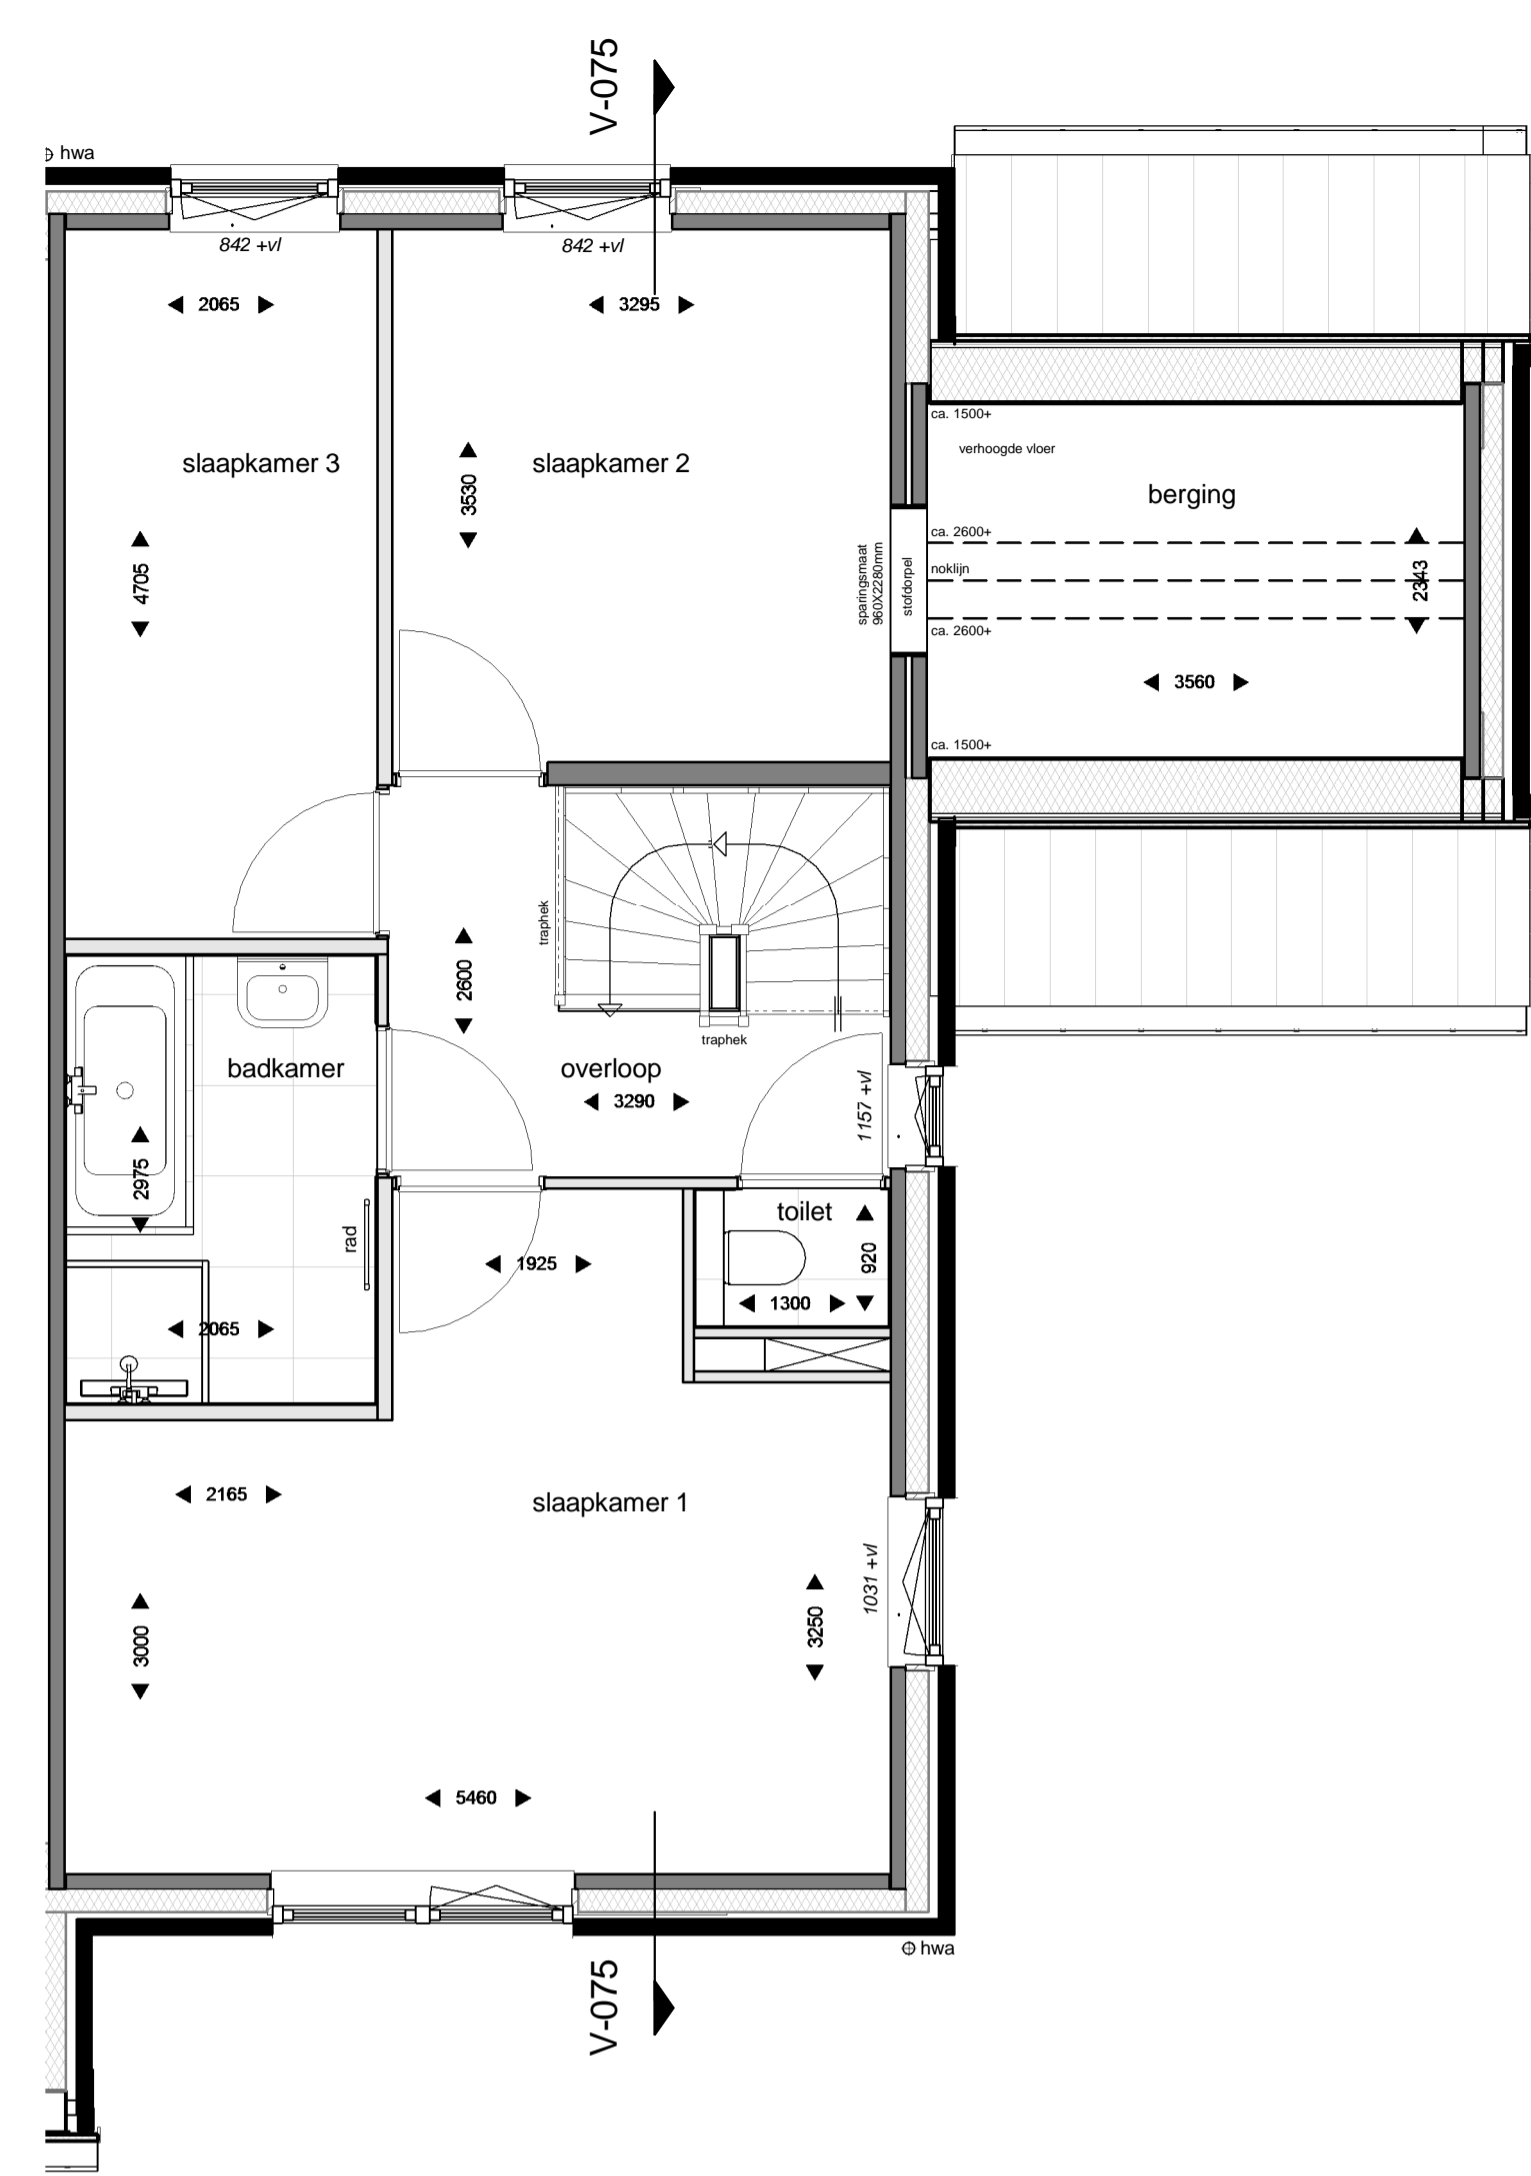 V-075
hwa
842 +vl
842 +vl
2065
3295
ca. 1500+
verhoogde vloer
slaapkamer 3
slaapkamer 2
3530
berging
ca. 2600+
4705
sparingsmaat
960X2280mm
stofdorpel
noklijn
2343
ca. 2600+
3560
ca. 1500+
traphek
2600
traphek
badkamer
overloop
3290
1157 +vl
2975
rad
toilet
920
1925
1300
2065
2165
slaapkamer 1
1031 +vl
3000
3250
5460
hwa
V-075